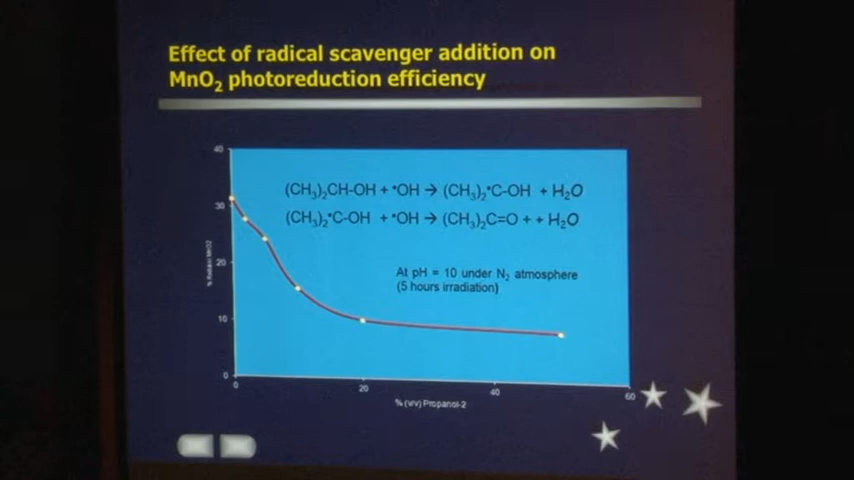 Effect of radical scavenger addition on
MnO₂ photoreduction efficiency
(CH₃)₂CH-OH + •OH → (CH₃)₂•C-OH + H₂O
(CH₃)₂•C-OH + •OH → (CH₃)₂C=O + + H₂O
At pH = 10 under N₂ atmosphere
(5 hours irradiation)
40
30
20
10
0
0
20
40
60
% (v/v) Propanol-2